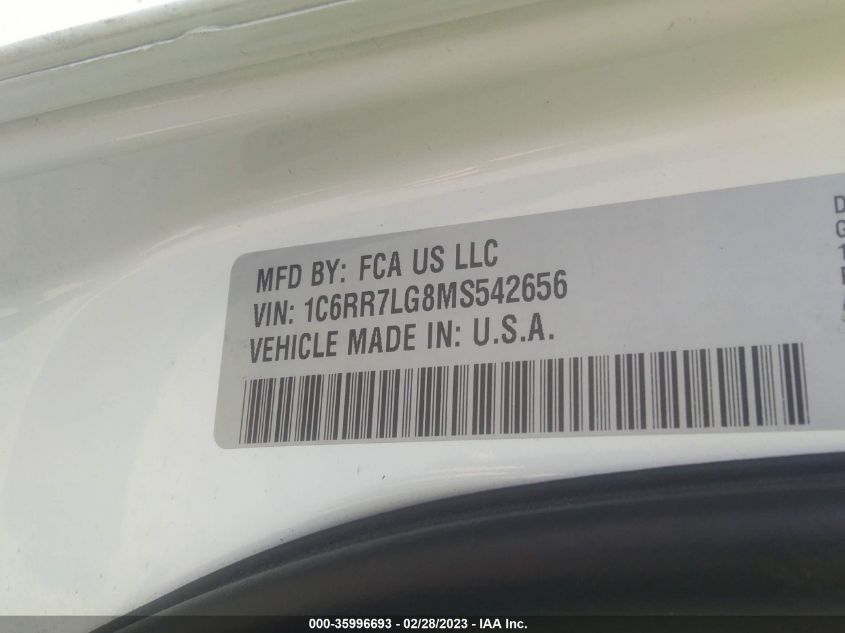 MFD BY: FCA US LLC
VIN: 1C6RR7LG8MS542656
VEHICLE MADE IN: U.S.A.
000-35996693 - 02/28/2023 - IAA Inc.